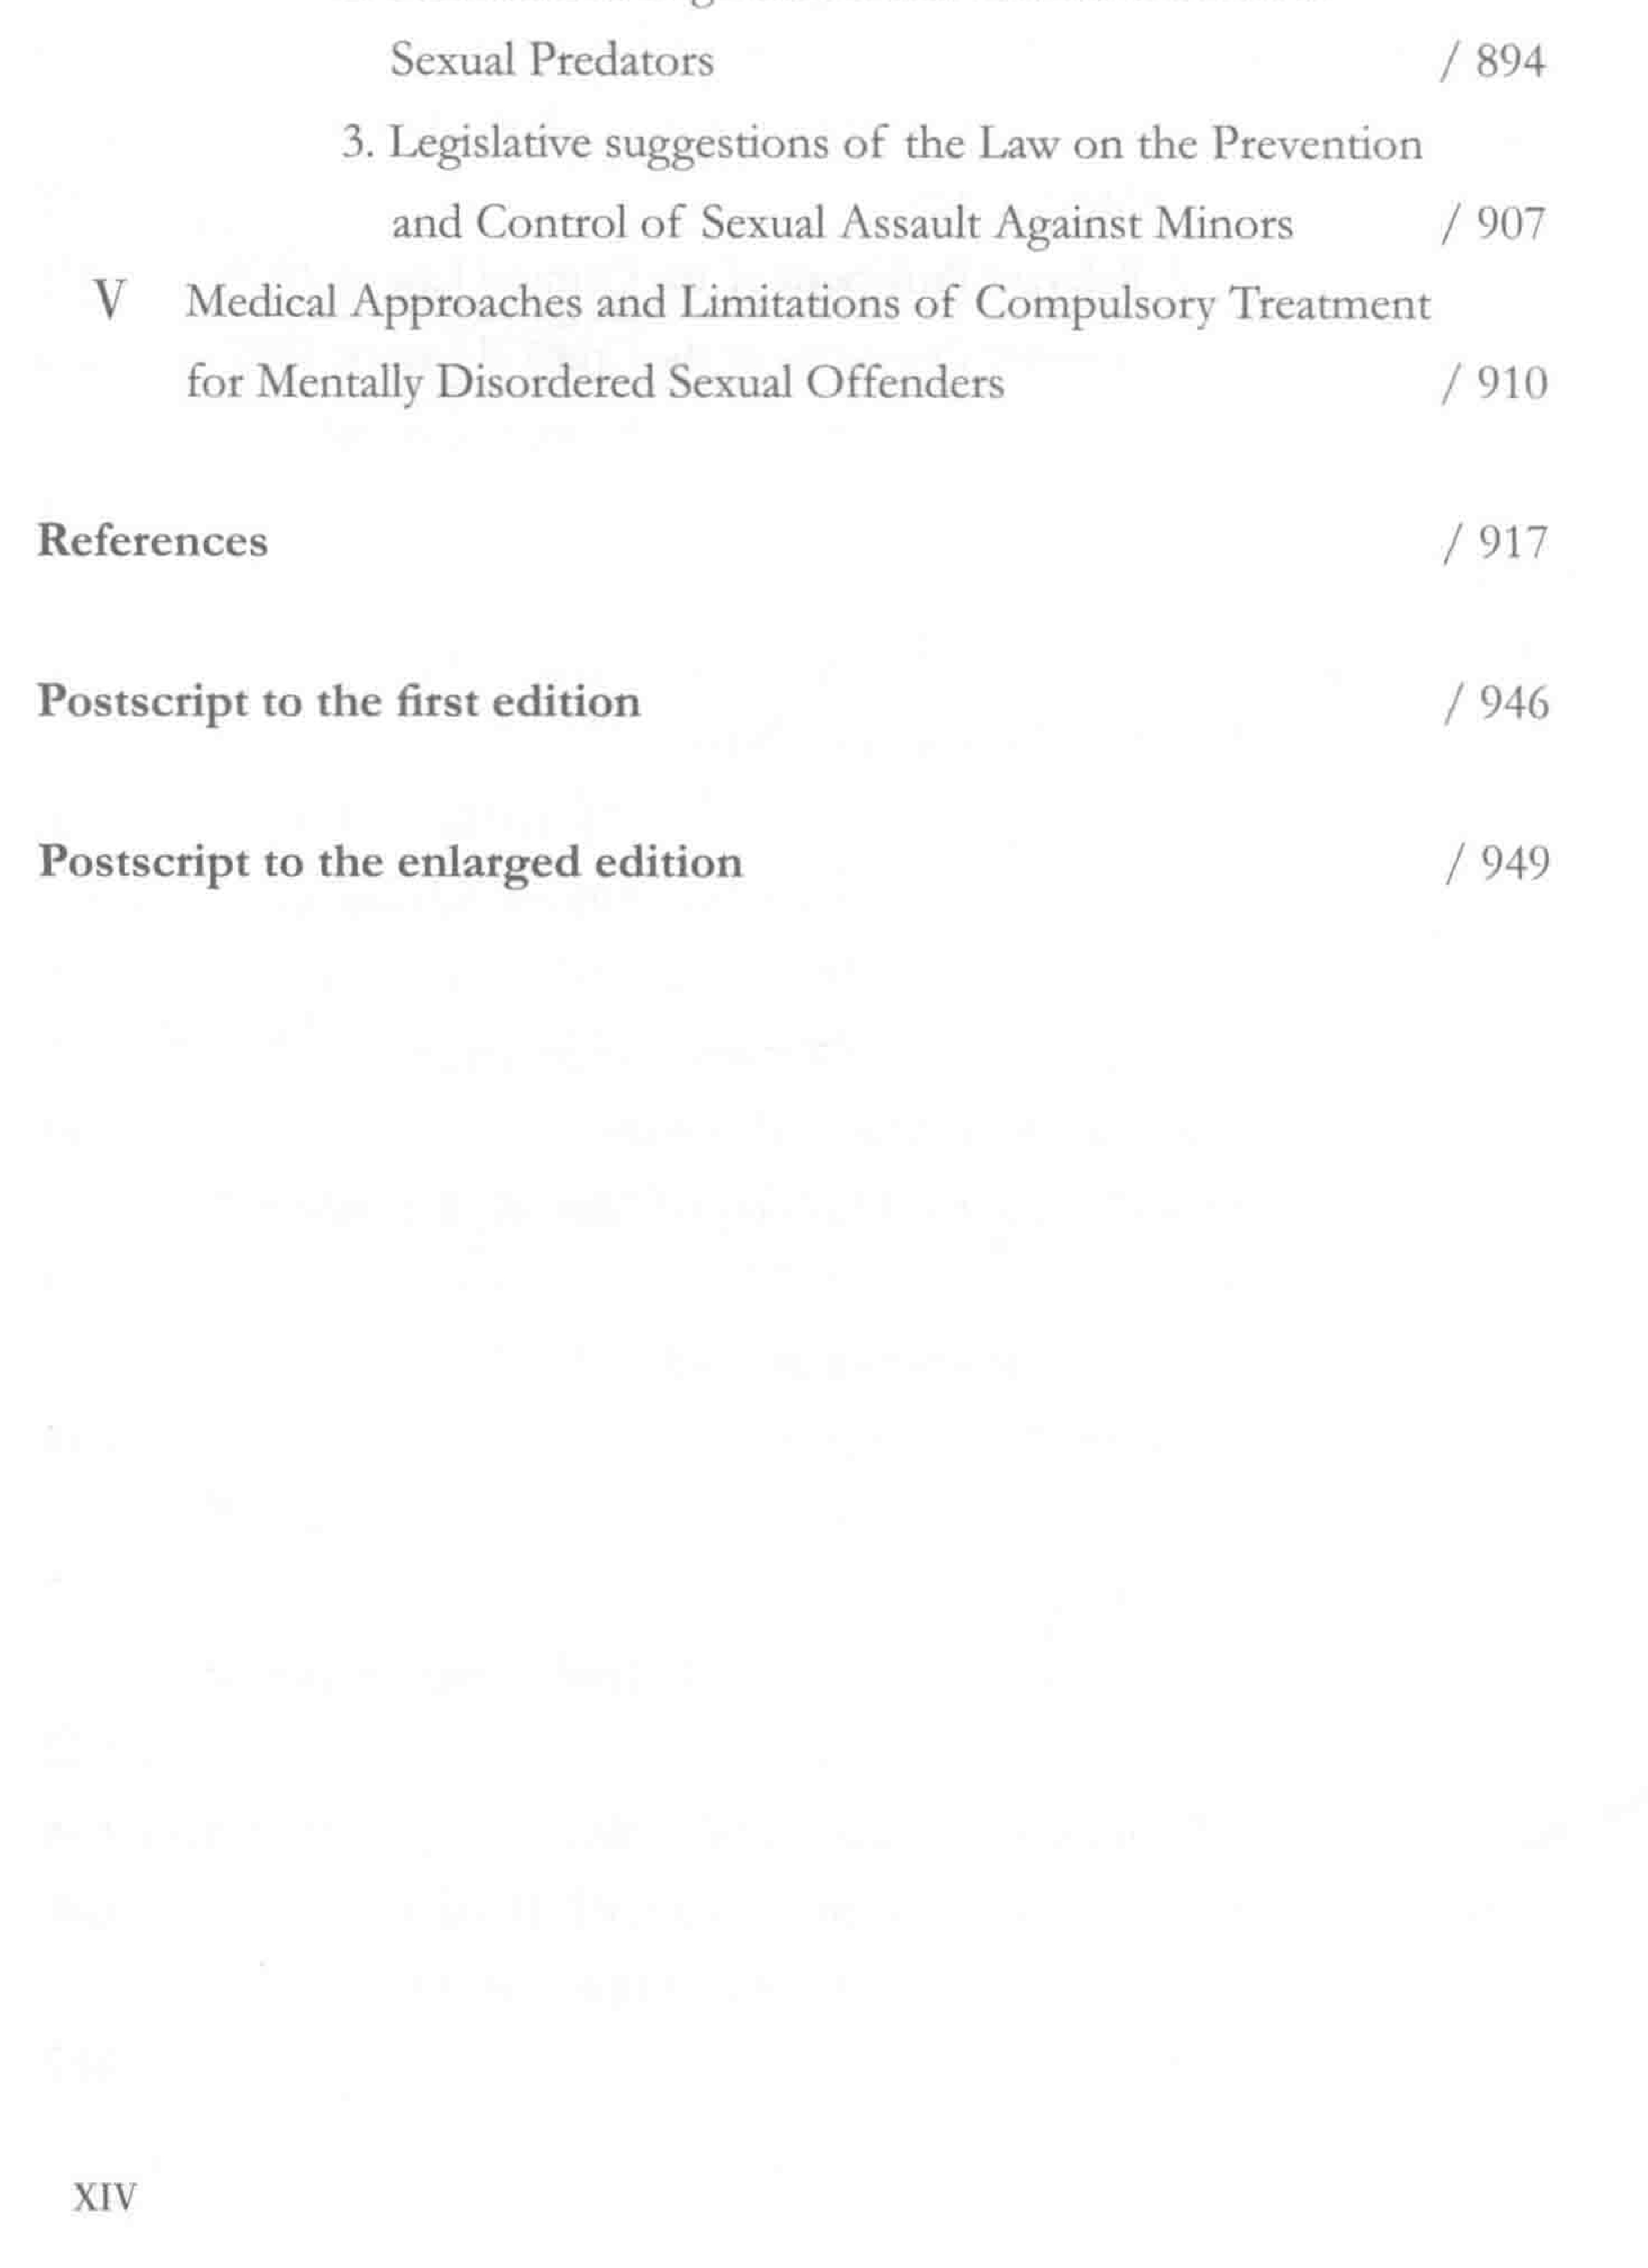 Sexual Predators / 894
3. Legislative suggestions of the Law on the Prevention
and Control of Sexual Assault Against Minors / 907
V Medical Approaches and Limitations of Compulsory Treatment
for Mentally Disordered Sexual Offenders / 910
References / 917
Postscript to the first edition / 946
Postscript to the enlarged edition / 949
XIV